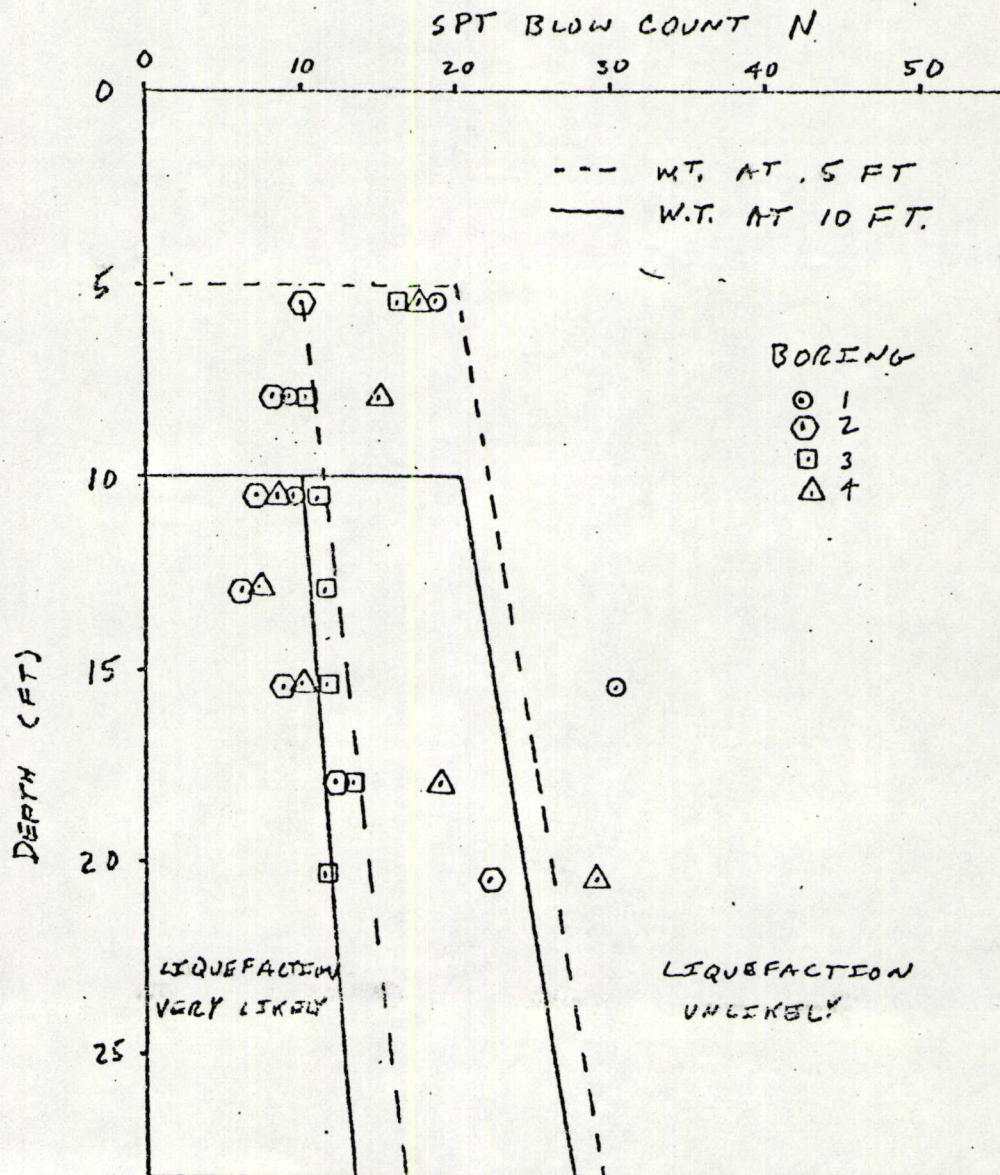 SPT BLOW COUNT N
0 10 20 30 40 50
0
--- W.T. AT .5 FT
W.T. AT 10 FT.
5
BORING
1
2
3
4
10
15
DEPTH (FT)
20
LIQUEFACTION
VERY LIKELY
LIQUEFACTION
UNLIKELY
25